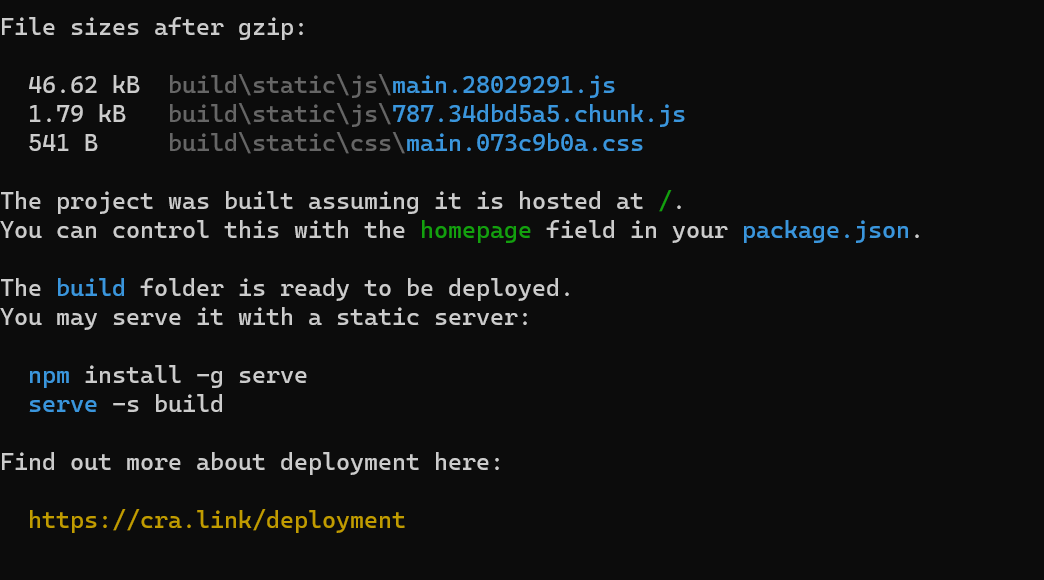 File sizes after gzip:
46.62 kB  build\static\js\main.28029291.js
1.79 kB  build\static\js\787.34dbd5a5.chunk.js
541 B  build\static\css\main.073c9b0a.css
The project was built assuming it is hosted at /.
You can control this with the homepage field in your package.json.
The build folder is ready to be deployed.
You may serve it with a static server:
npm install -g serve
serve -s build
Find out more about deployment here:
https://cra.link/deployment